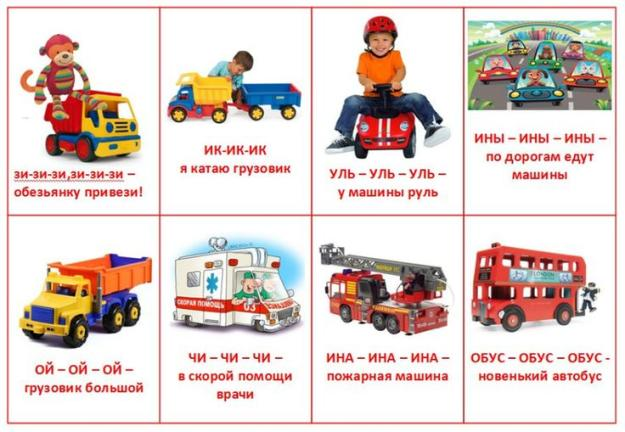 зи-зи-зи,зи-зи-зи –
обезьянку привези!
ИК-ИК-ИК
я катаю грузовик
УЛЬ – УЛЬ – УЛЬ –
у машины руль
ИНЫ – ИНЫ – ИНЫ –
по дорогам едут
машины
ОЙ – ОЙ – ОЙ –
грузовик большой
СКОРАЯ ПОМОЩЬ
03
ЧИ – ЧИ – ЧИ –
в скорой помощи
врачи
ИНА – ИНА – ИНА –
пожарная машина
LONDON
ОБУС – ОБУС – ОБУС -
новенький автобус